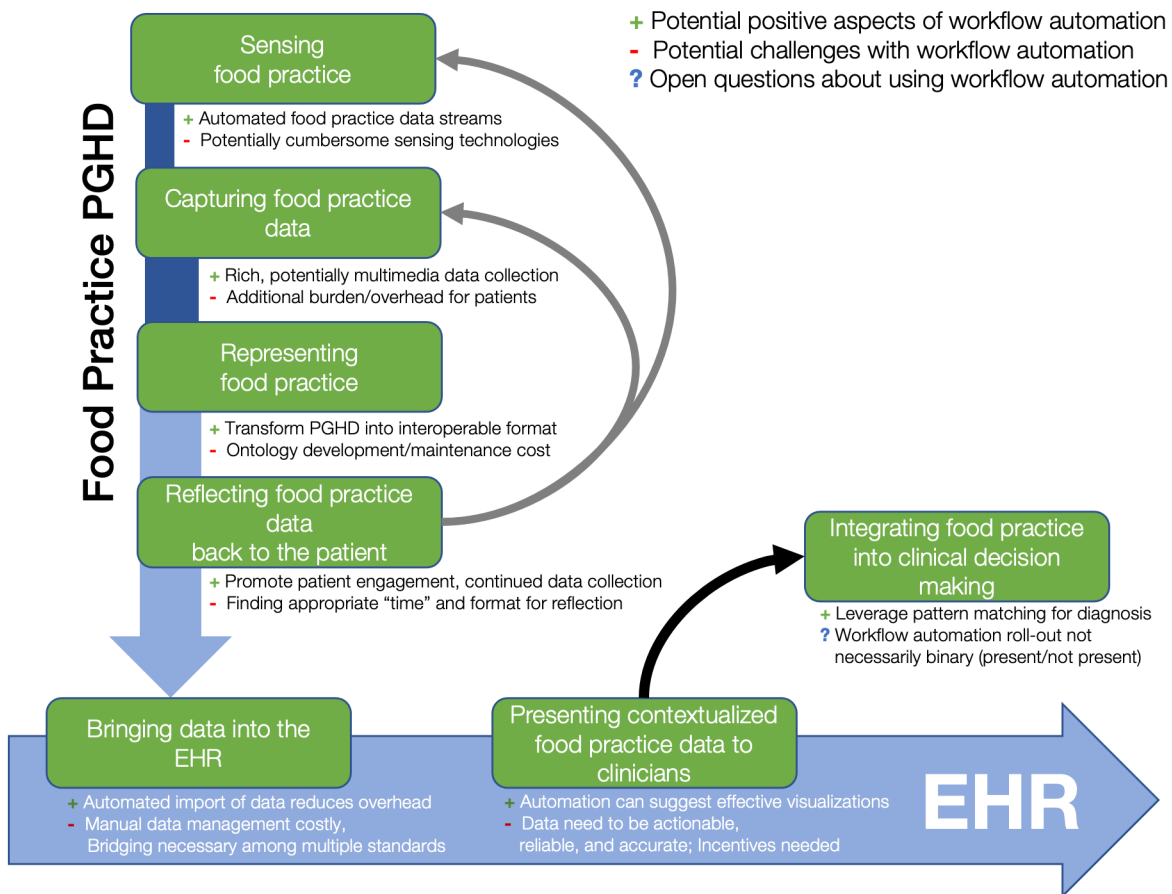 + Potential positive aspects of workflow automation
- Potential challenges with workflow automation
? Open questions about using workflow automation
Food Practice PGHD
Sensing
food practice
+ Automated food practice data streams
- Potentially cumbersome sensing technologies
Capturing food practice
data
+ Rich, potentially multimedia data collection
- Additional burden/overhead for patients
Representing
food practice
+ Transform PGHD into interoperable format
- Ontology development/maintenance cost
Reflecting food practice
data
back to the patient
+ Promote patient engagement, continued data collection
- Finding appropriate “time” and format for reflection
Integrating food practice
into clinical decision
making
+ Leverage pattern matching for diagnosis
? Workflow automation roll-out not
necessarily binary (present/not present)
Bringing data into the
EHR
+ Automated import of data reduces overhead
- Manual data management costly,
Bridging necessary among multiple standards
Presenting contextualized
food practice data to
clinicians
+ Automation can suggest effective visualizations
- Data need to be actionable,
reliable, and accurate; Incentives needed
EHR